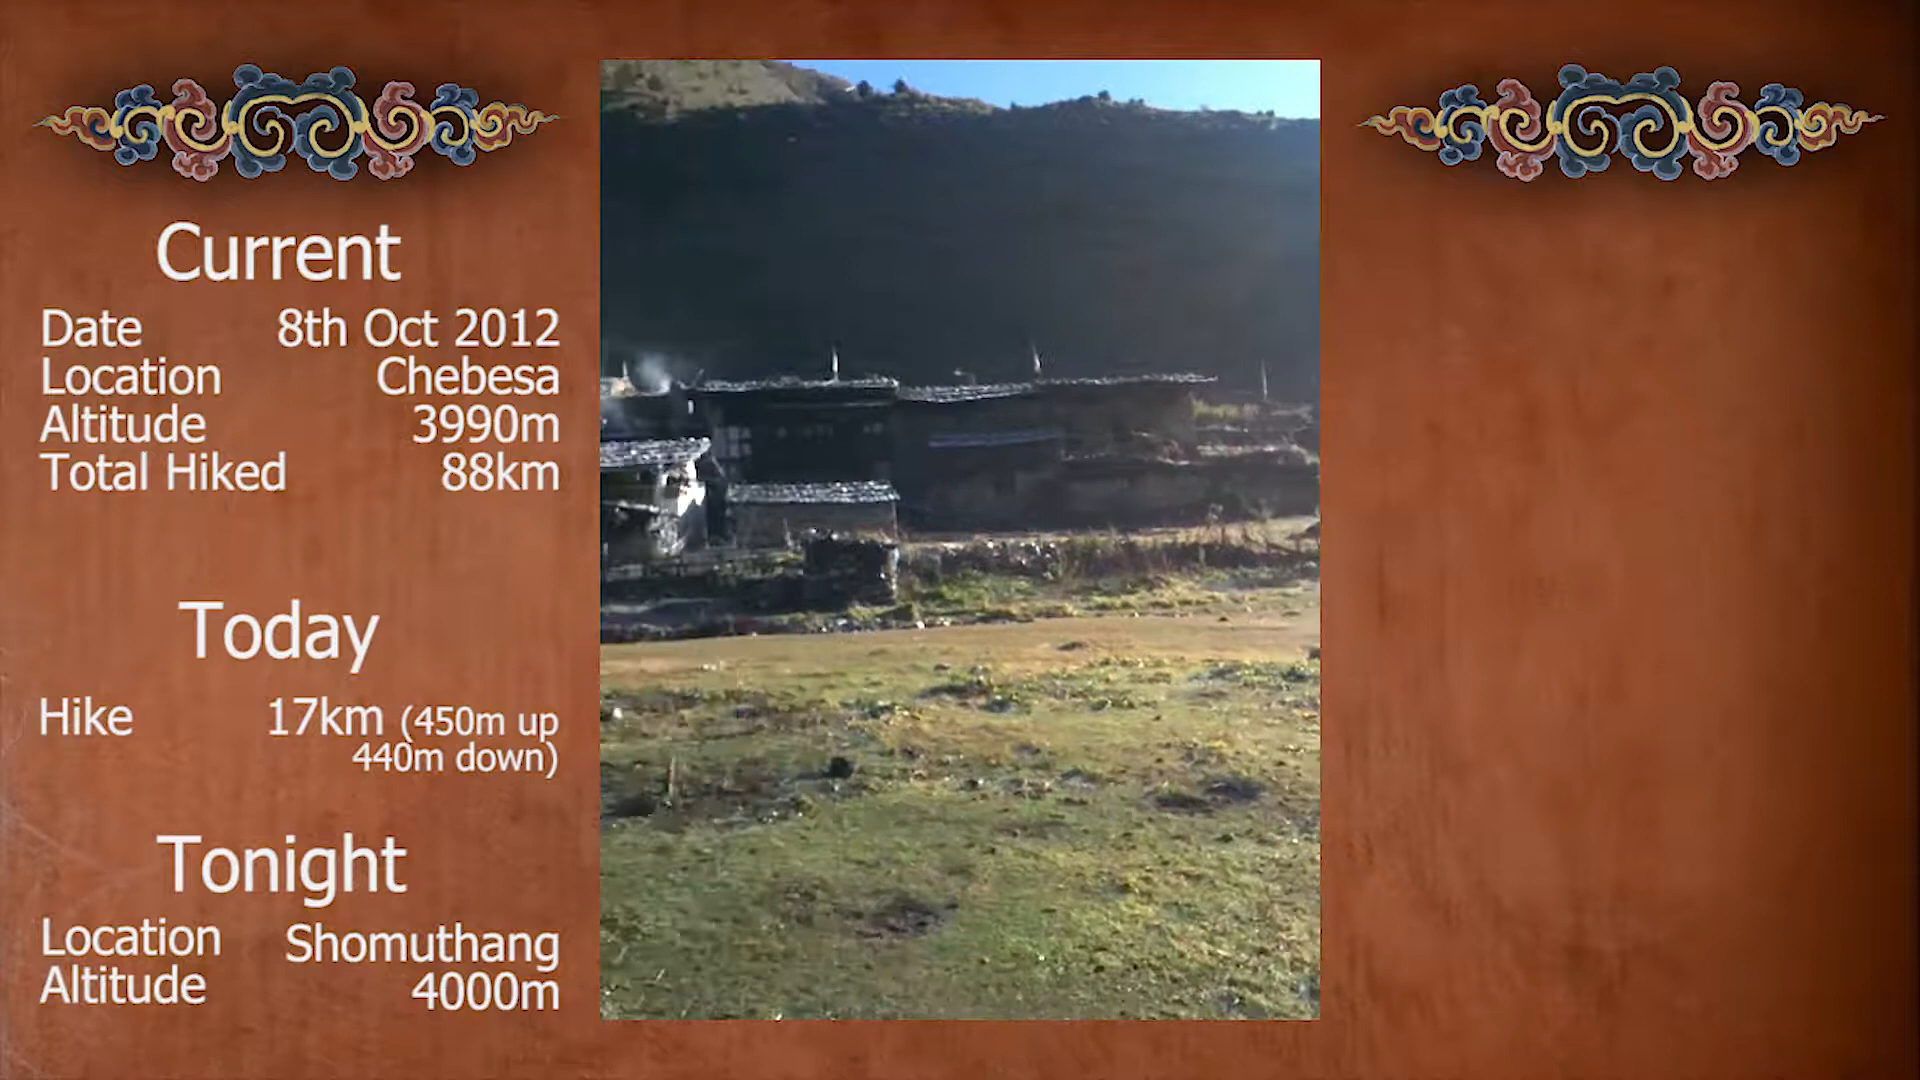 Current
Date 8th Oct 2012
Location Chebesa
Altitude 3990m
Total Hiked 88km
Today
Hike 17km (450m up
440m down)
Tonight
Location Shomuthang
Altitude 4000m